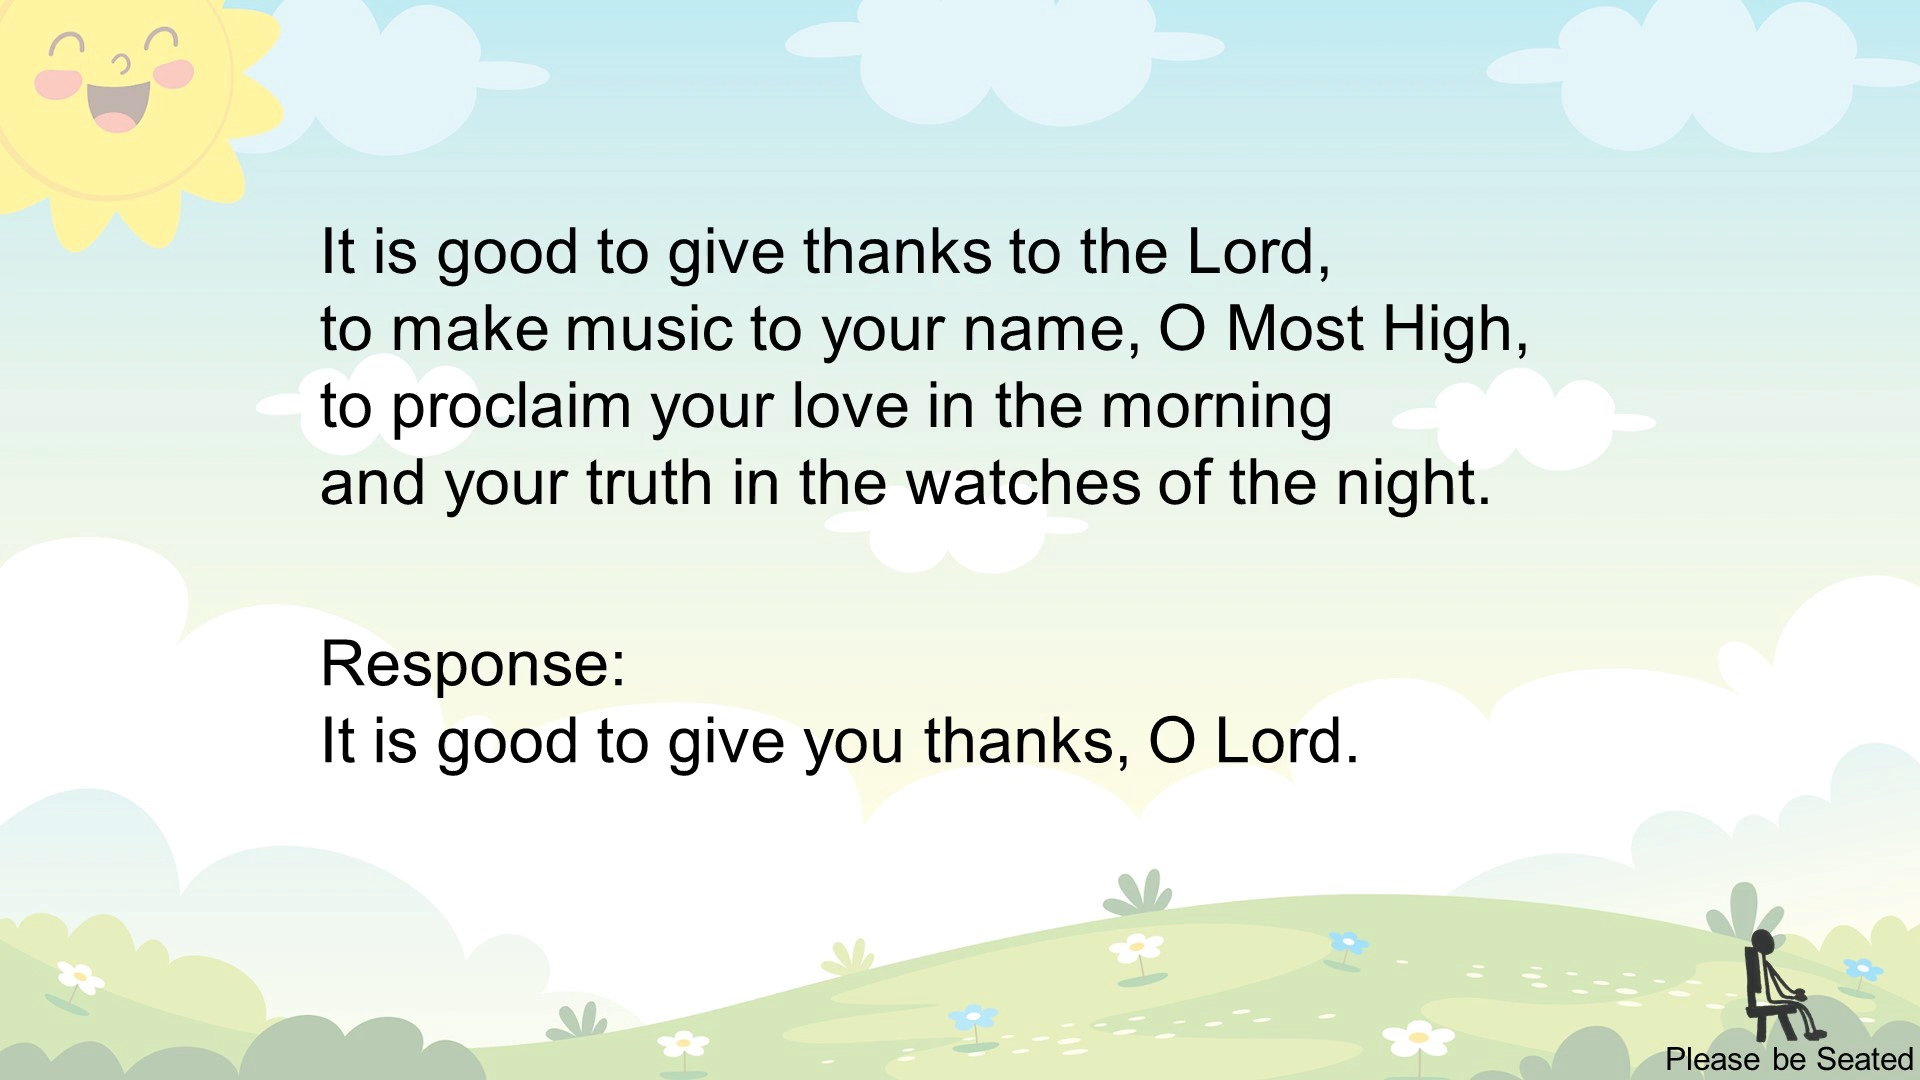 It is good to give thanks to the Lord,
to make music to your name, O Most High,
to proclaim your love in the morning
and your truth in the watches of the night.
Response:
It is good to give you thanks, O Lord.
Please be Seated